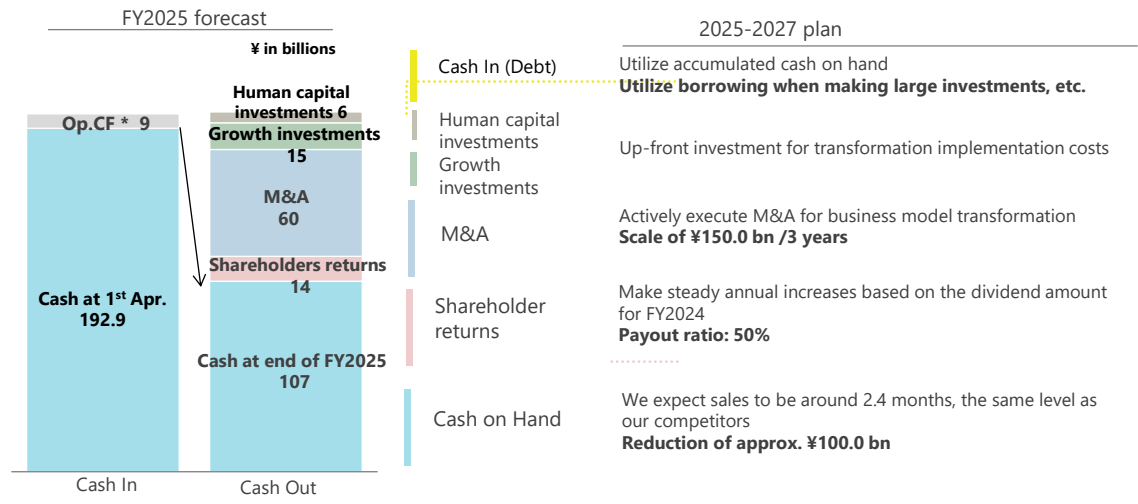 FY2025 forecast
¥ in billions
Op.CF * 9
Cash at 1st Apr.
192.9
Cash In
Human capital
investments 6
Growth investments
15
M&A
60
Shareholders returns
14
Cash at end of FY2025
107
Cash Out
2025-2027 plan
Cash In (Debt)
Utilize accumulated cash on hand
Utilize borrowing when making large investments, etc.
Human capital
investments
Growth
investments
Up-front investment for transformation implementation costs
M&A
Actively execute M&A for business model transformation
Scale of ¥150.0 bn /3 years
Shareholder
returns
Make steady annual increases based on the dividend amount
for FY2024
Payout ratio: 50%
Cash on Hand
We expect sales to be around 2.4 months, the same level as
our competitors
Reduction of approx. ¥100.0 bn